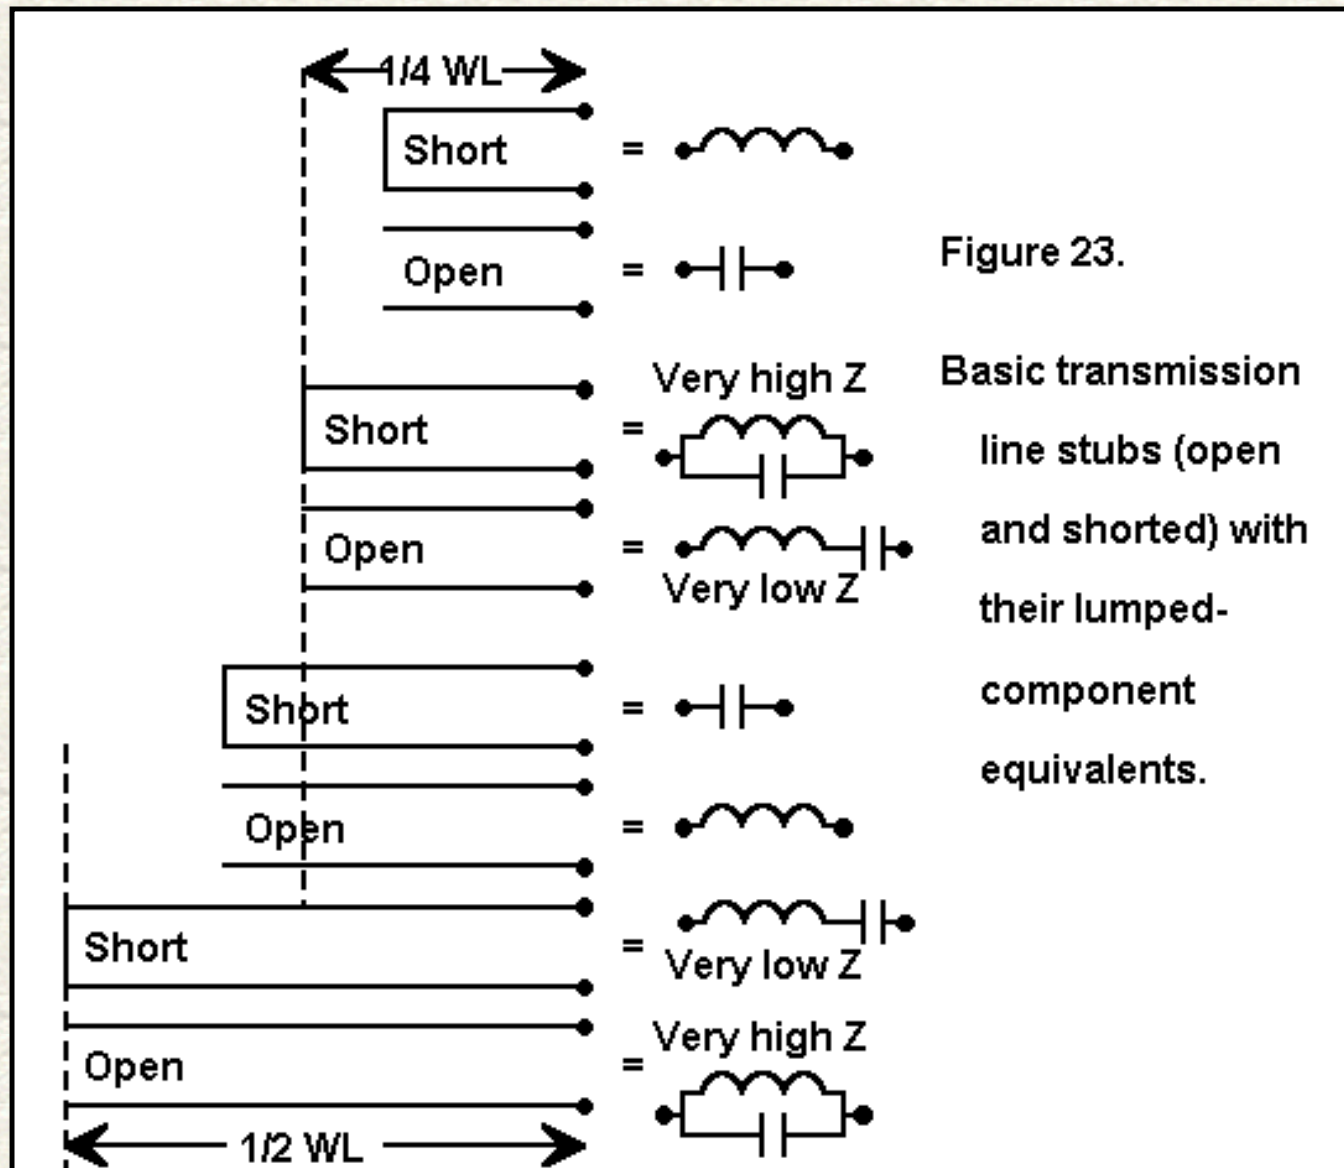 1/4 WL
Short
=
Open
=
Figure 23.
Very high Z
Short
=
Open
=
Very low Z
Basic transmission
line stubs (open
and shorted) with
their lumped-
component
equivalents.
Short
=
Open
=
Short
=
Very low Z
Very high Z
Open
=
1/2 WL